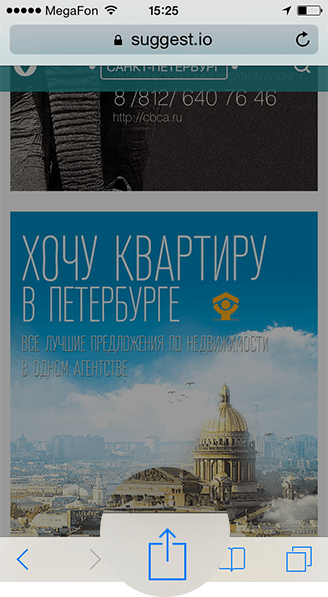 MegaFon 15:25
suggest.io
САНКТ-ПЕТЕРБУРГ
8 /812/ 640 76 46
http://cbca.ru
ХОЧУ КВАРТИРУ
В ПЕТЕРБУРГЕ
ВСЕ ЛУЧШИЕ ПРЕДЛОЖЕНИЯ ПО НЕДВИЖИМОСТИ
В ОДНОМ АГЕНТСТВЕ